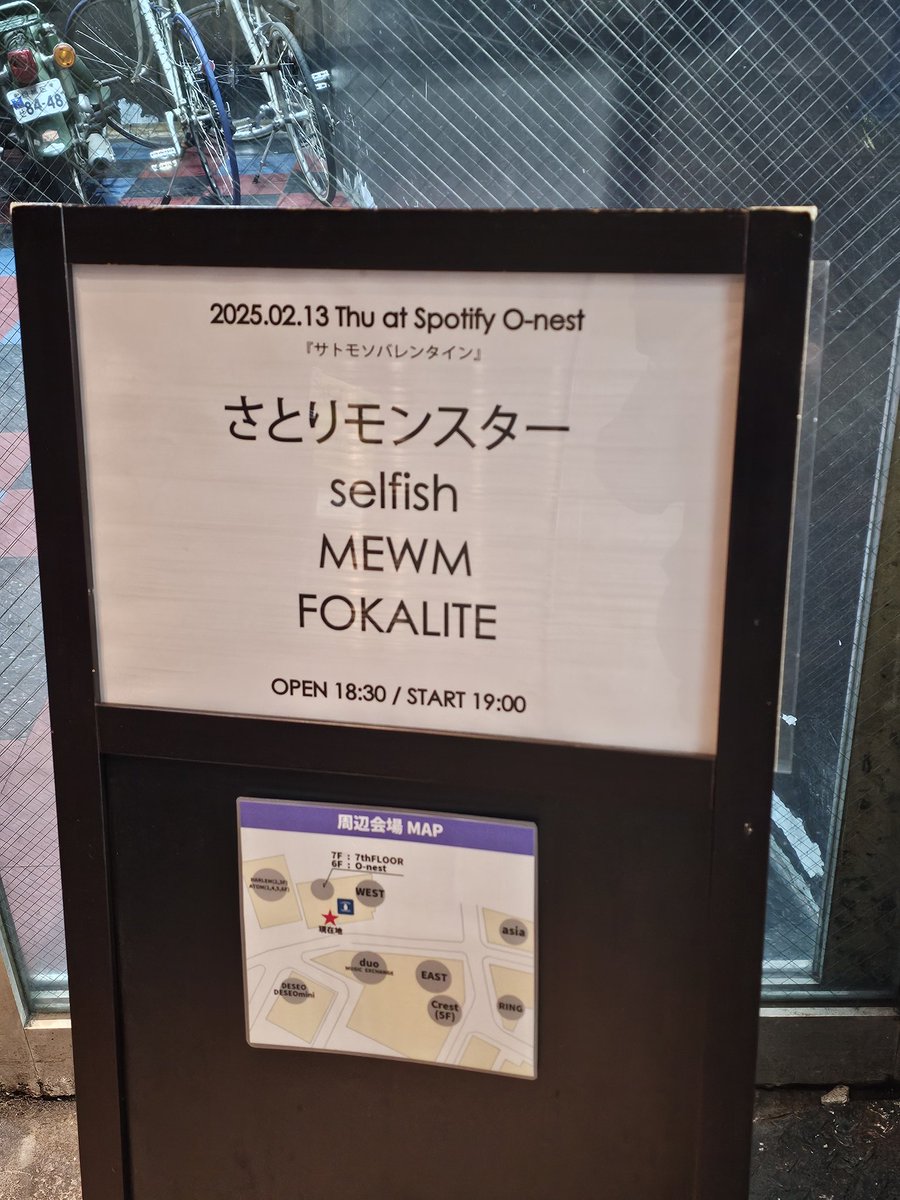 84-48
2025.02.13 Thu at Spotify O-nest
『サトモソバレンタイン』
さとりモンスター
selfish
MEWM
FOKALITE
OPEN 18:30 / START 19:00
周辺会場 MAP
7F : 7thFLOOR
6F : O-nest
WEST
現在地
asia
duo
MUSIC EXCHANGE
EAST
DESEO
DESEOmini
Crest
(5F)
RING